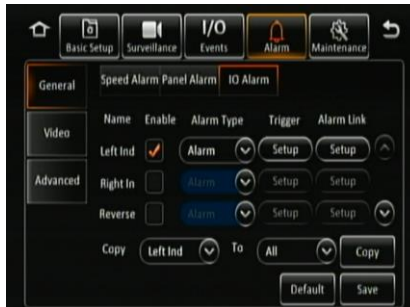 Basic Setup
Surveillance
I/O
Events
Alarm
Maintenance
General
Speed Alarm Panel Alarm IO Alarm
Name Enable Alarm Type Trigger Alarm Link
Video
Left Ind Alarm Setup Setup
Advanced
Right In Alarm Setup Setup
Reverse Alarm Setup Setup
Copy Left Ind To All Copy
Default Save